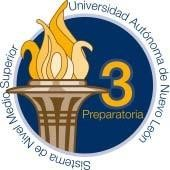 Universidad Autónoma de Nuevo León
Sistema de Nivel Medio Superior
3
Preparatoria